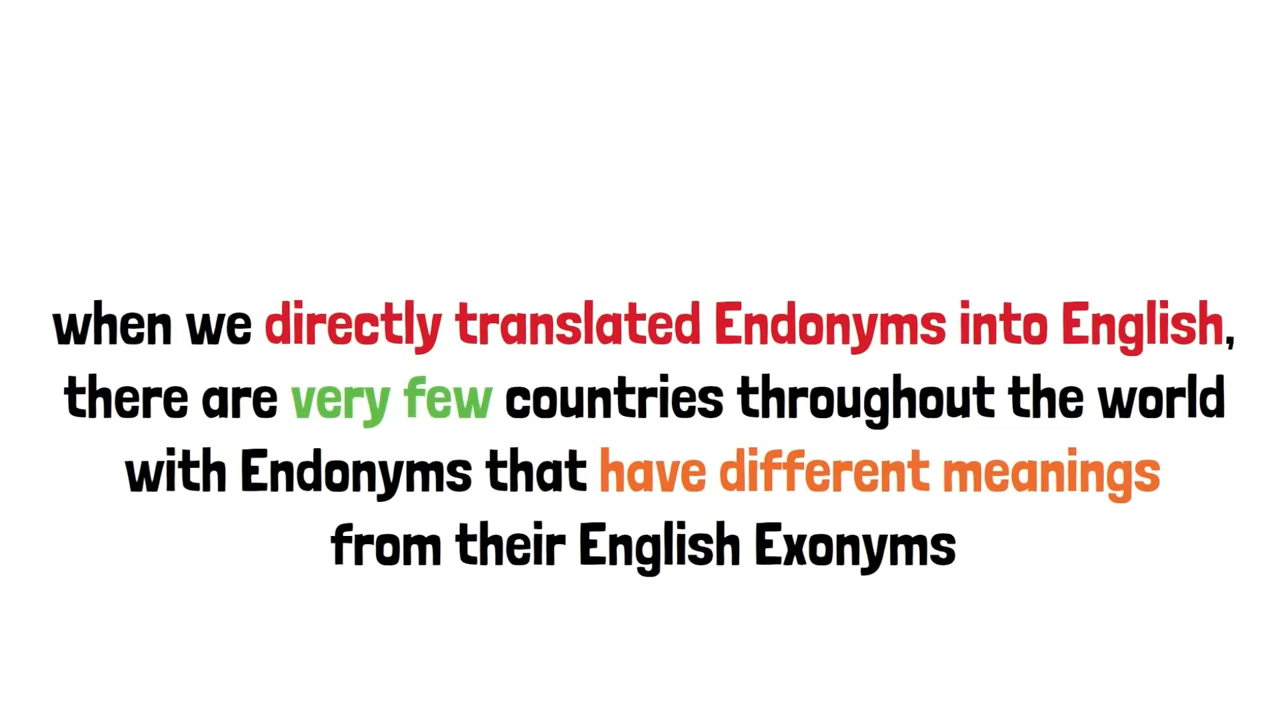 when we directly translated Endonyms into English,
there are very few countries throughout the world
with Endonyms that have different meanings
from their English Exonyms